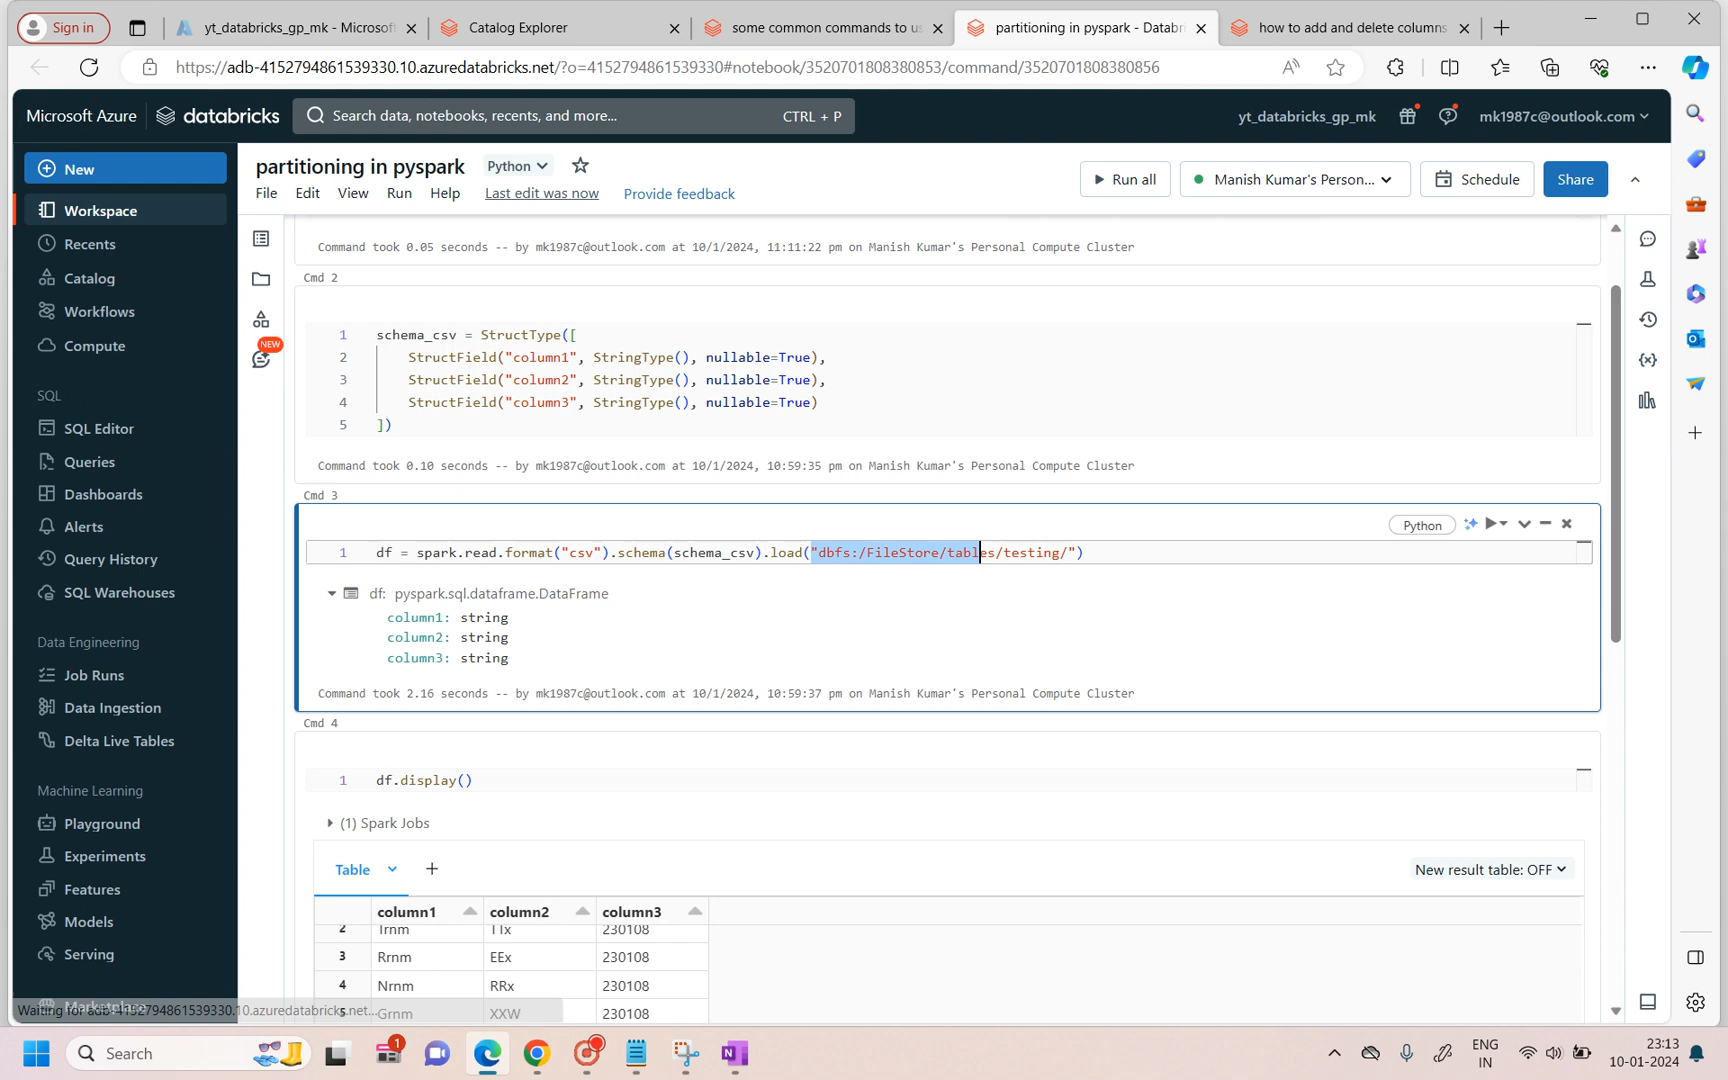 Sign in
yt_databricks_gp_mk - Microsoft
Catalog Explorer
some common commands to us
partitioning in pyspark - Databri
how to add and delete columns
https://adb-4152794861539330.10.azuredatabricks.net/?o=4152794861539330#notebook/3520701808380853/command/3520701808380856
Microsoft Azure
databricks
Search data, notebooks, recents, and more...
CTRL + P
yt_databricks_gp_mk
mk1987c@outlook.com
New
Workspace
Recents
Catalog
Workflows
Compute
SQL
SQL Editor
Queries
Dashboards
Alerts
Query History
SQL Warehouses
Data Engineering
Job Runs
Data Ingestion
Delta Live Tables
Machine Learning
Playground
Experiments
Features
Models
Serving
Marketplace
Waiting for adb-4152794861539330.10.azuredatabricks.net...
partitioning in pyspark
Python
File Edit View Run Help Last edit was now Provide feedback
Run all
Manish Kumar's Person...
Schedule
Share
NEW
Command took 0.05 seconds -- by mk1987c@outlook.com at 10/1/2024, 11:11:22 pm on Manish Kumar's Personal Compute Cluster
Cmd 2
1 schema_csv = StructType([
2 StructField("column1", StringType(), nullable=True),
3 StructField("column2", StringType(), nullable=True),
4 StructField("column3", StringType(), nullable=True)
5 ])
Command took 0.10 seconds -- by mk1987c@outlook.com at 10/1/2024, 10:59:35 pm on Manish Kumar's Personal Compute Cluster
Cmd 3
Python
1 df = spark.read.format("csv").schema(schema_csv).load("dbfs:/FileStore/tables/testing/")
df: pyspark.sql.dataframe.DataFrame
column1: string
column2: string
column3: string
Command took 2.16 seconds -- by mk1987c@outlook.com at 10/1/2024, 10:59:37 pm on Manish Kumar's Personal Compute Cluster
Cmd 4
1 df.display()
(1) Spark Jobs
Table
New result table: OFF
column1 column2 column3
2 Trnm TTx 230108
3 Rrnm EEx 230108
4 Nrnm RRx 230108
5 Grnm XXW 230108
Search
1
ENG
IN
23:13
10-01-2024